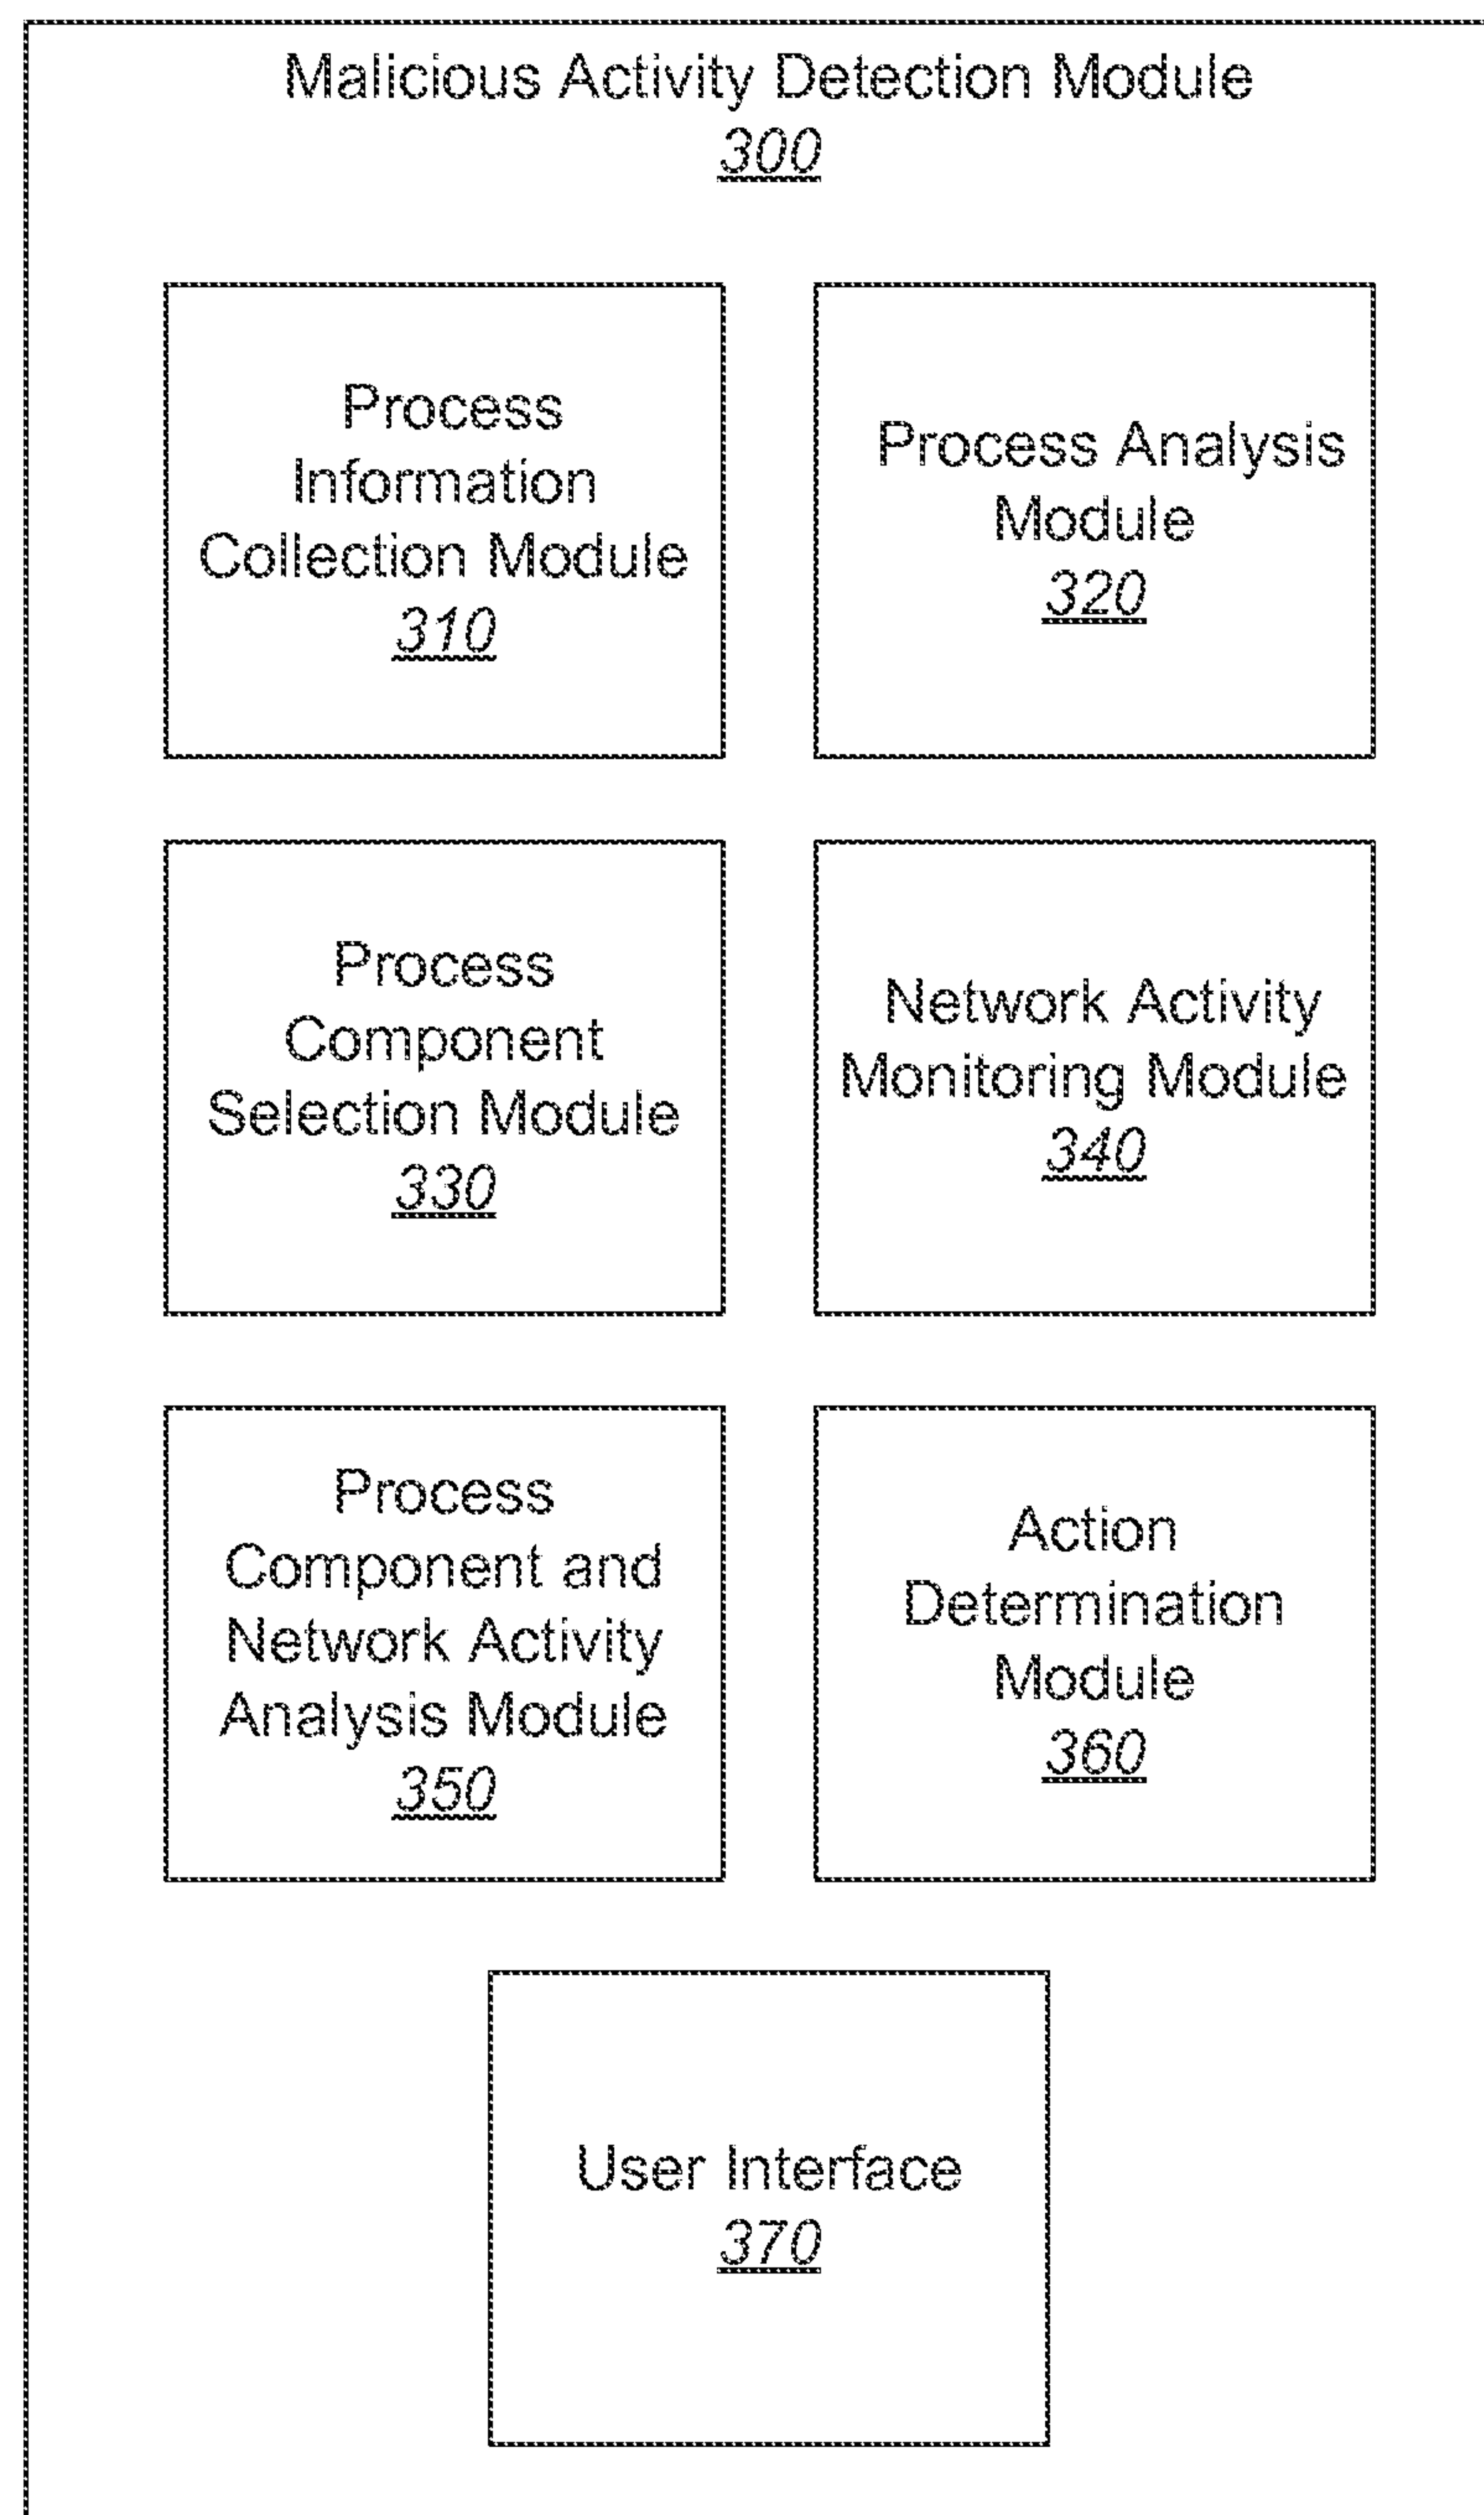 Malicious Activity Detection Module
300
Process
Information
Collection Module
310
Process Analysis
Module
320
Process
Component
Selection Module
330
Network Activity
Monitoring Module
340
Process
Component and
Network Activity
Analysis Module
350
Action
Determination
Module
360
User Interface
370